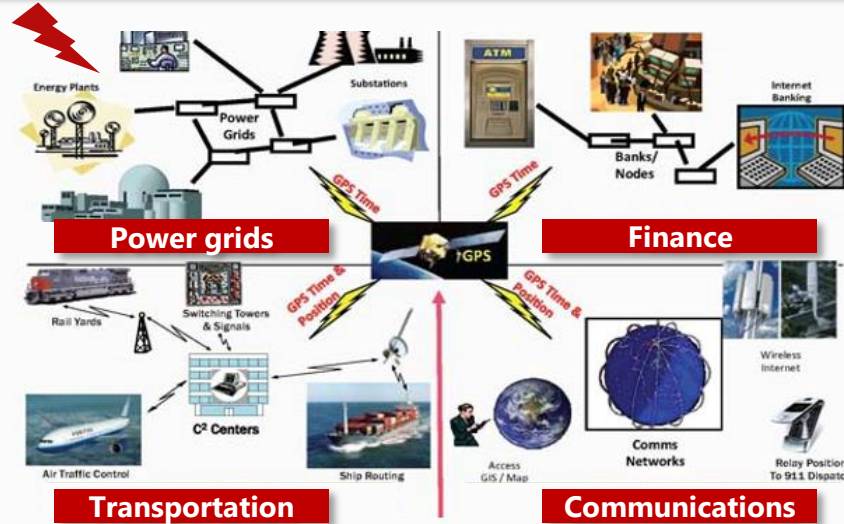 Energy Plants
Substations
Power
Grids
GPS Time
Power grids
ATM
Internet
Banking
Banks/
Nodes
GPS Time
Finance
GPS
GPS Time &
Position
Rail Yards
Switching Towers
& Signals
C² Centers
Air Traffic Control
Ship Routing
Transportation
GPS Time &
Position
Wireless
Internet
Access
GIS / Map
Comms
Networks
Relay Position
To 911 Dispatc
Communications